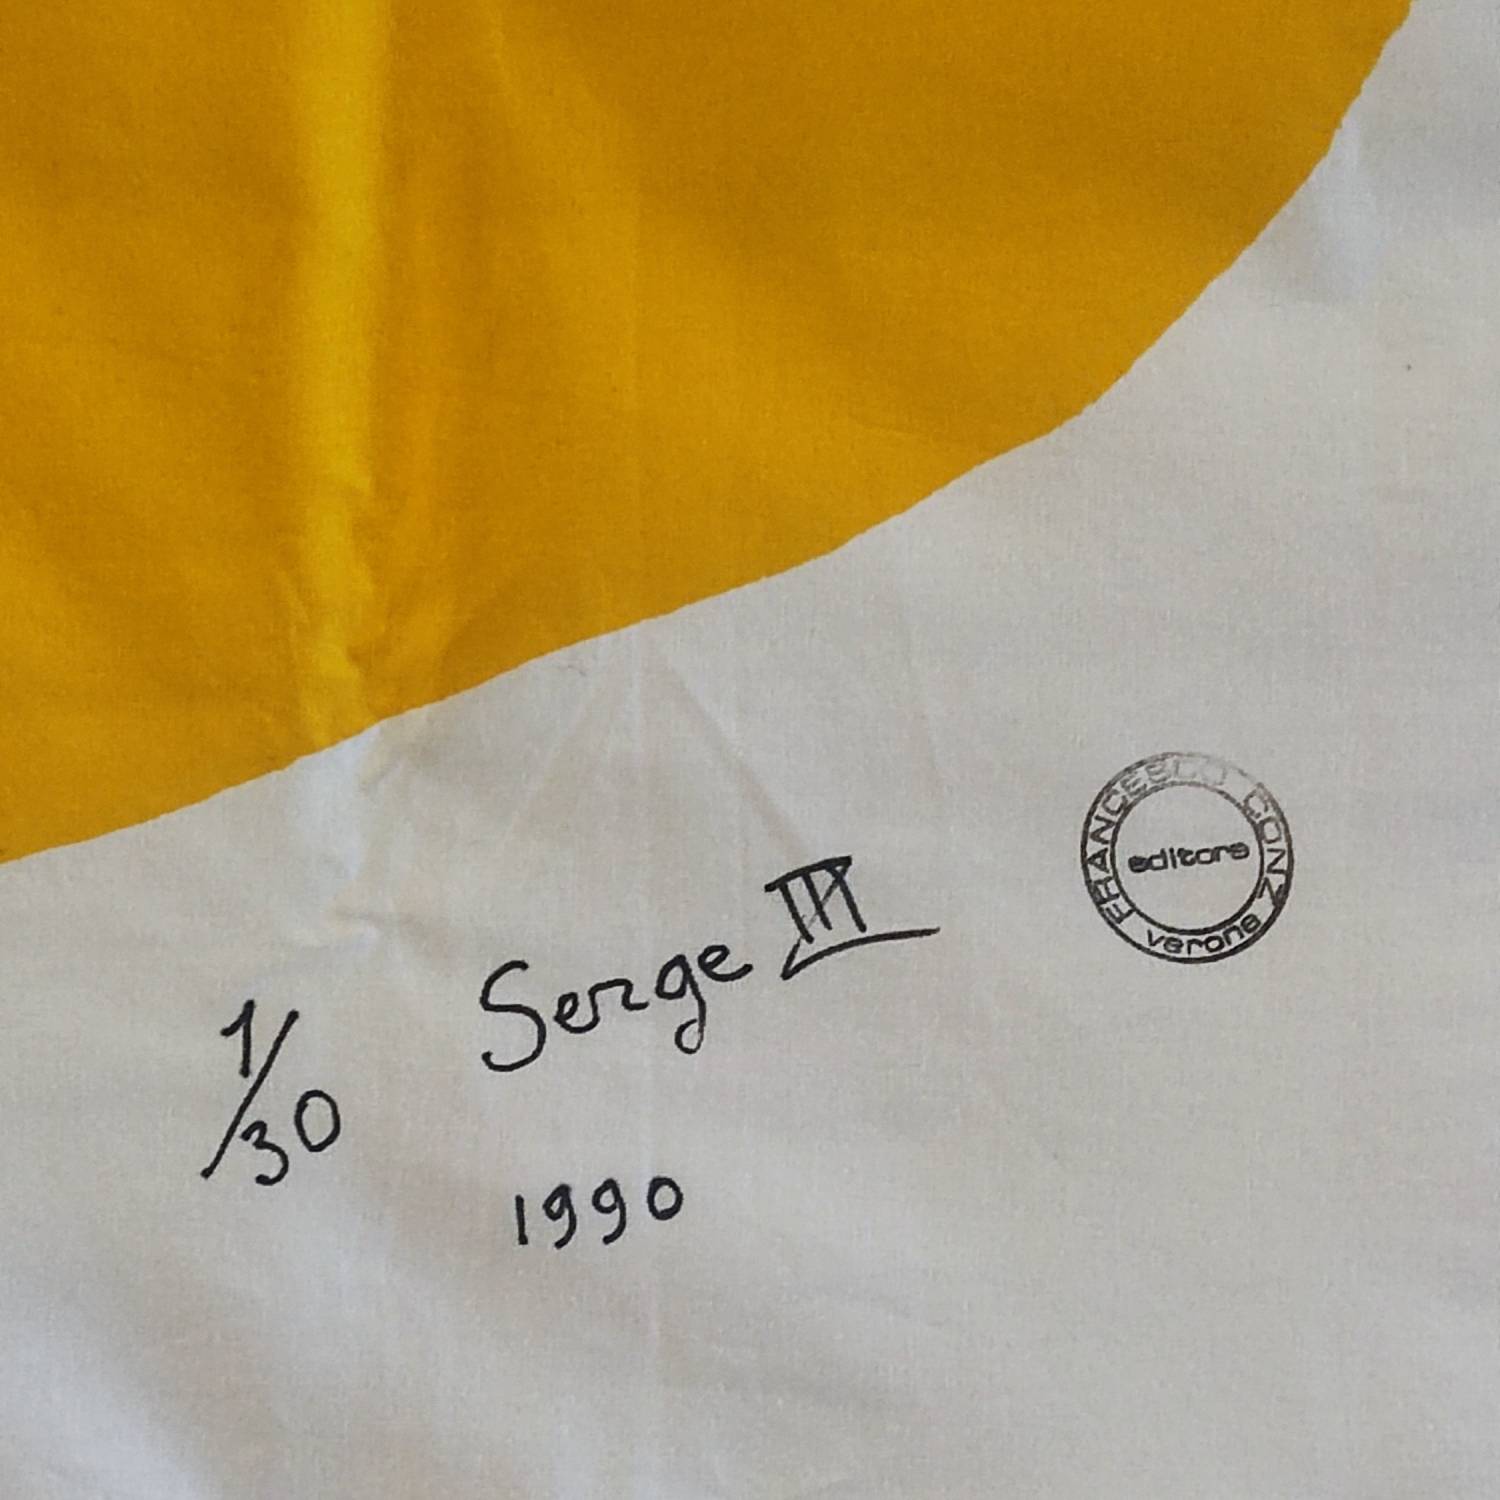 Serge III
1/30
1990
FRANCESCO CONZ
editore
verona